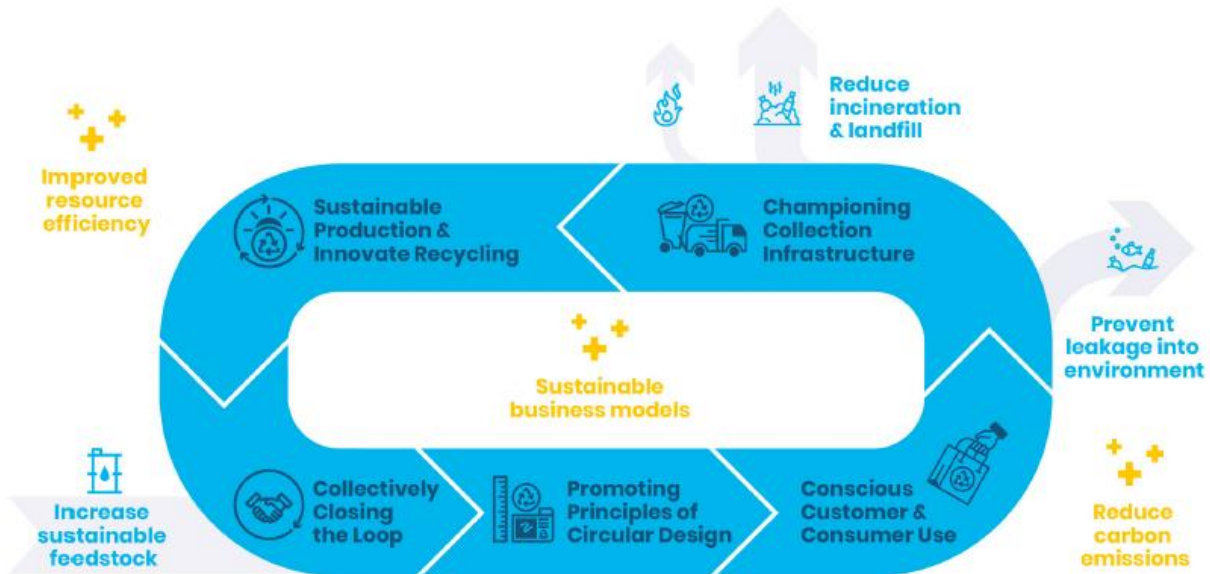 Reduce
incineration
& landfill
Improved
resource
efficiency
Sustainable
Production &
Innovate Recycling
Championing
Collection
Infrastructure
Prevent
leakage into
environment
Sustainable
business models
Increase
sustainable
feedstock
Collectively
Closing
the Loop
Promoting
Principles of
Circular Design
Conscious
Customer &
Consumer Use
Reduce
carbon
emissions